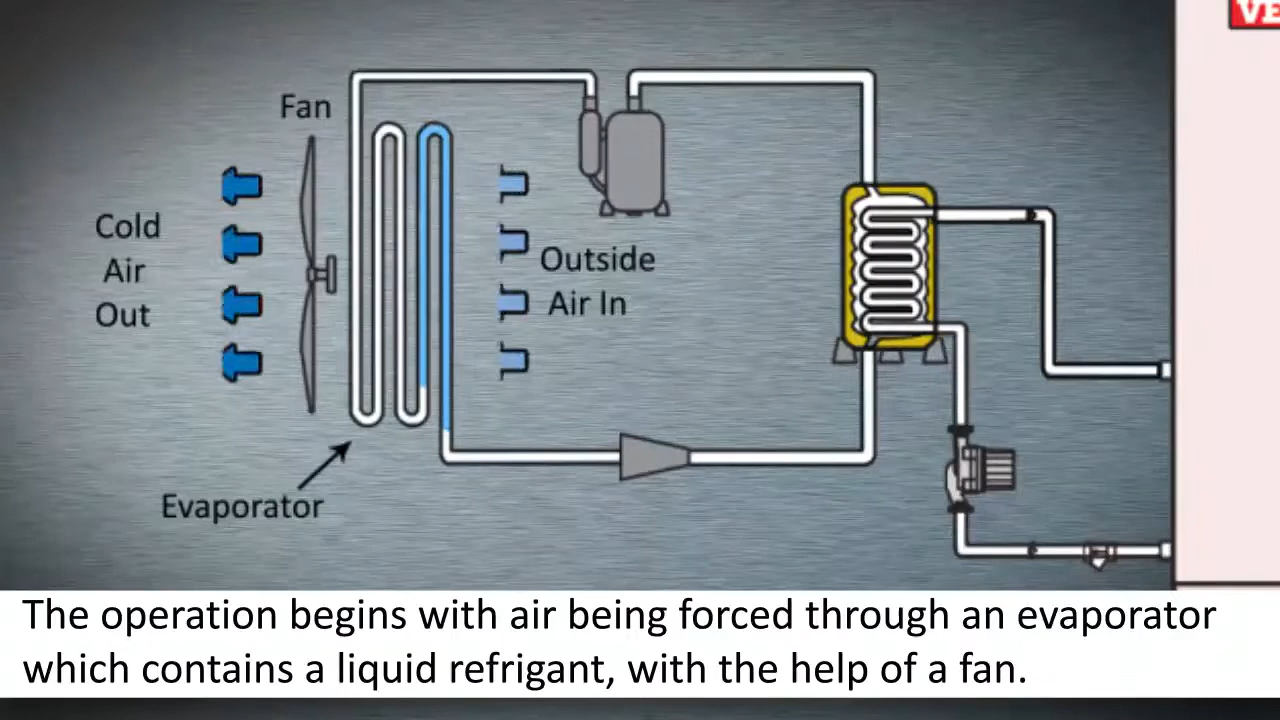 VE
Fan
Cold
Air
Out
Outside
Air In
Evaporator
The operation begins with air being forced through an evaporator
which contains a liquid refrigant, with the help of a fan.